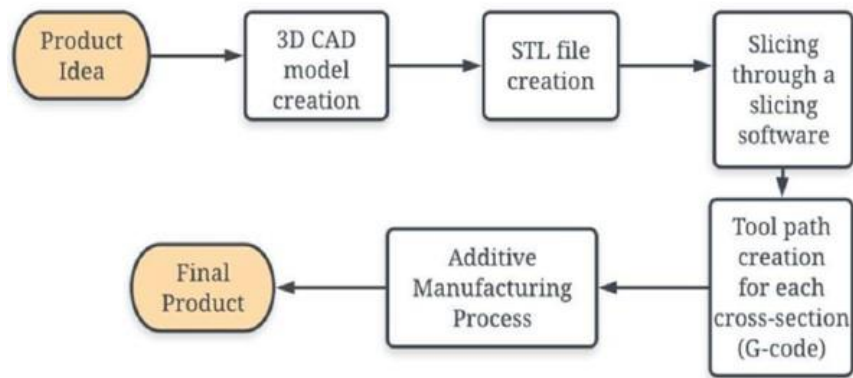 Product
Idea
3D CAD
model
creation
STL file
creation
Slicing
through a
slicing
software
Tool path
creation
for each
cross-section
(G-code)
Additive
Manufacturing
Process
Final
Product